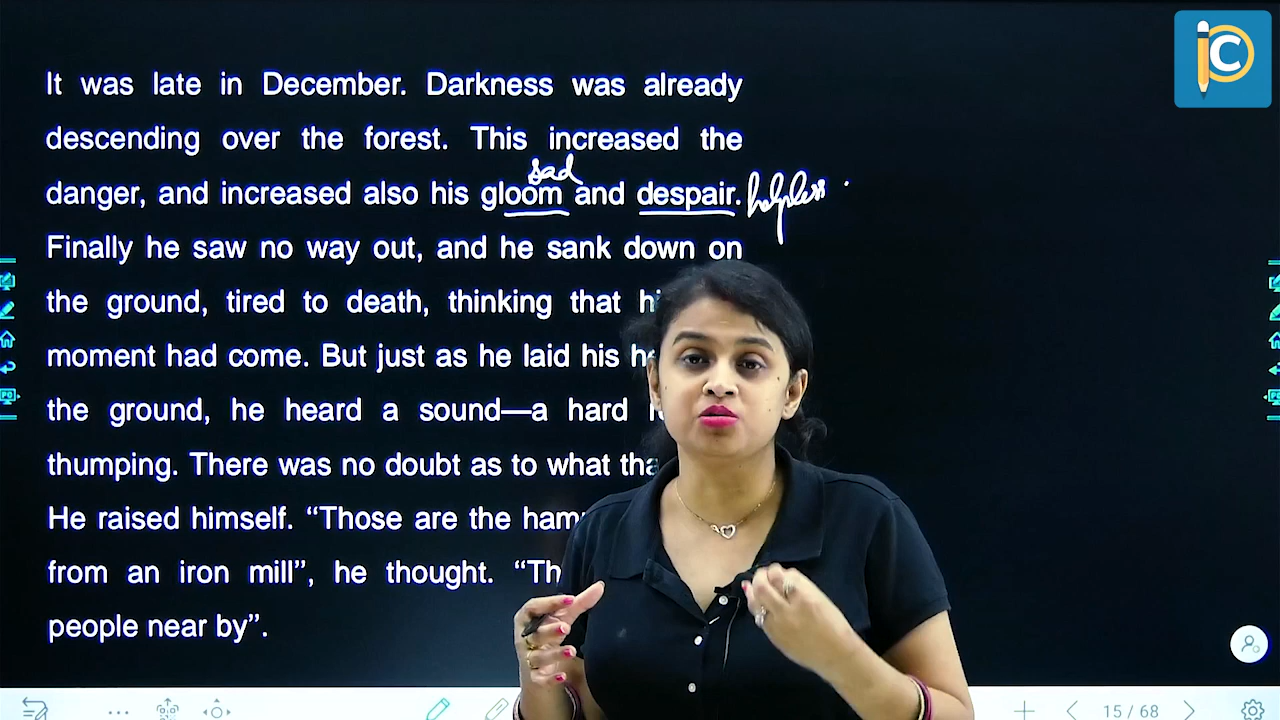 It was late in December. Darkness was already
descending over the forest. This increased the
sad
danger, and increased also his gloom and despair. helpless
Finally he saw no way out, and he sank down on
the ground, tired to death, thinking that
moment had come. But just as he laid his
the ground, he heard a sound—a hard
thumping. There was no doubt as to what
He raised himself. “Those are the
from an iron mill”, he thought.
people near by”.
15 / 68